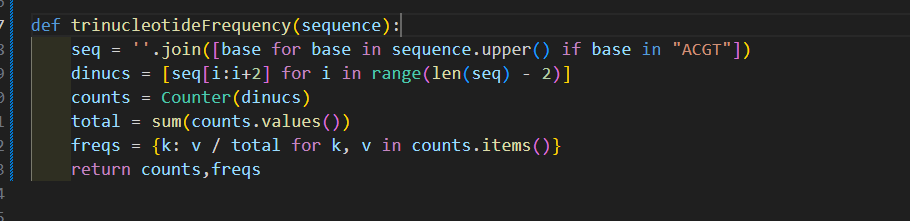 def trinucleotideFrequency(sequence):
    seq = ''.join([base for base in sequence.upper() if base in "ACGT"])
    dinucs = [seq[i:i+2] for i in range(len(seq) - 2)]
    counts = Counter(dinucs)
    total = sum(counts.values())
    freqs = {k: v / total for k, v in counts.items()}
    return counts,freqs